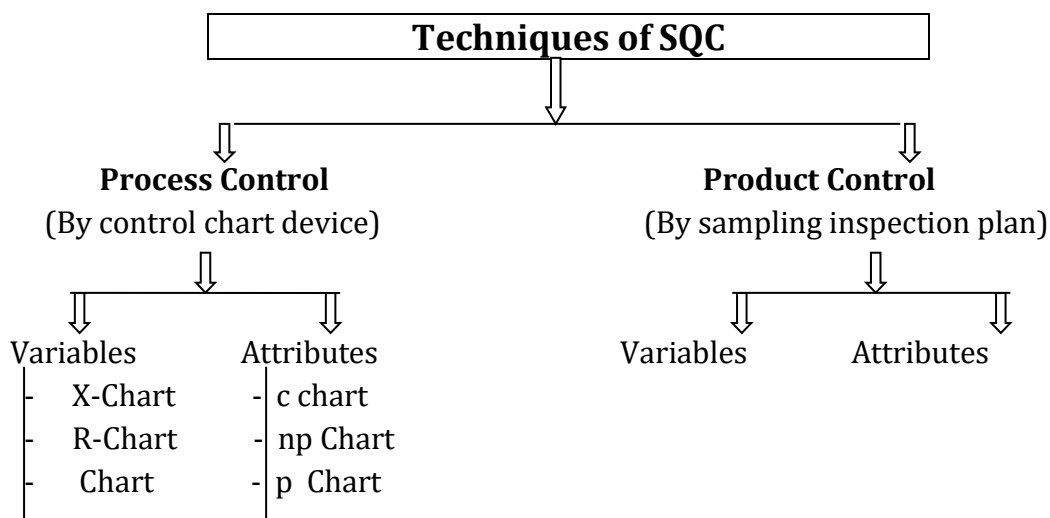 Techniques of SQC
Process Control Product Control
(By control chart device) (By sampling inspection plan)
Variables Attributes Variables Attributes
- X-Chart - c chart
- R-Chart - np Chart
- Chart - p Chart